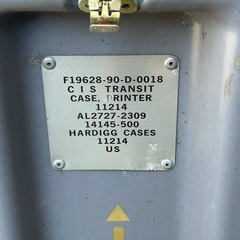 F19628-90-D-0018
C I S TRANSIT
CASE, PRINTER
11214
AL2727-2309
14145-500
HARDIGG CASES
11214
US